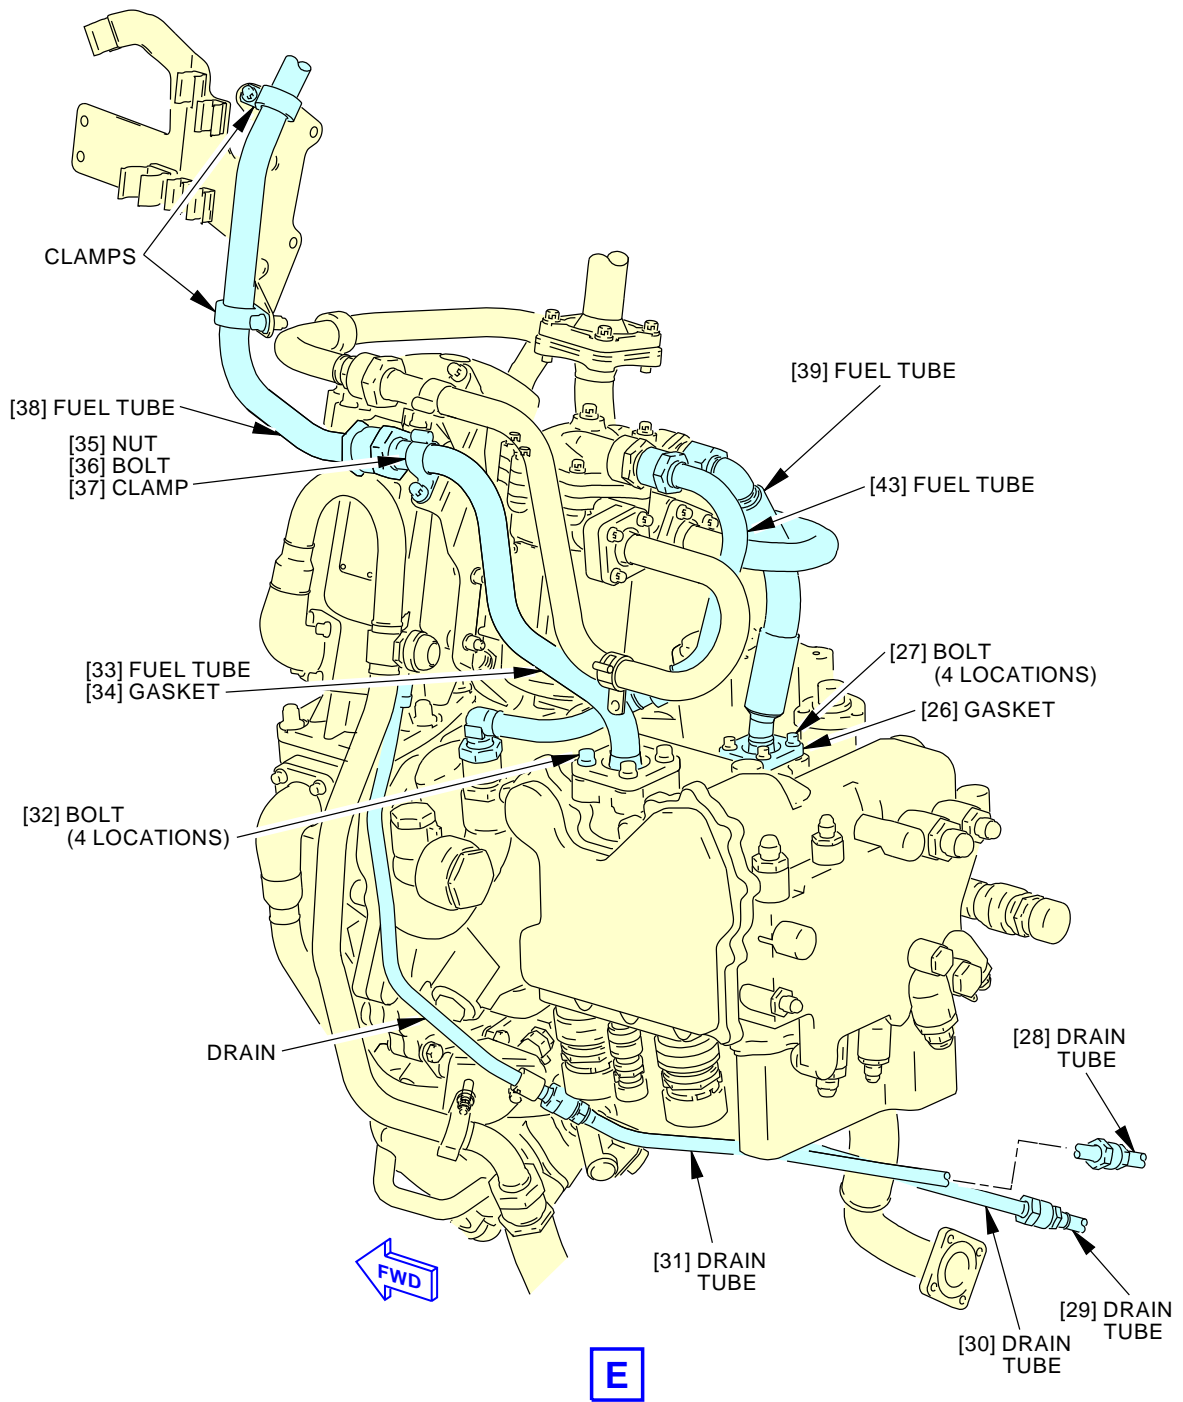 CLAMPS
[39] FUEL TUBE
[38] FUEL TUBE
[35] NUT
[36] BOLT
[37] CLAMP
[43] FUEL TUBE
[33] FUEL TUBE
[34] GASKET
[27] BOLT
(4 LOCATIONS)
[26] GASKET
[32] BOLT
(4 LOCATIONS)
DRAIN
[28] DRAIN
TUBE
[31] DRAIN
TUBE
FWD
[29] DRAIN
TUBE
[30] DRAIN
TUBE
E